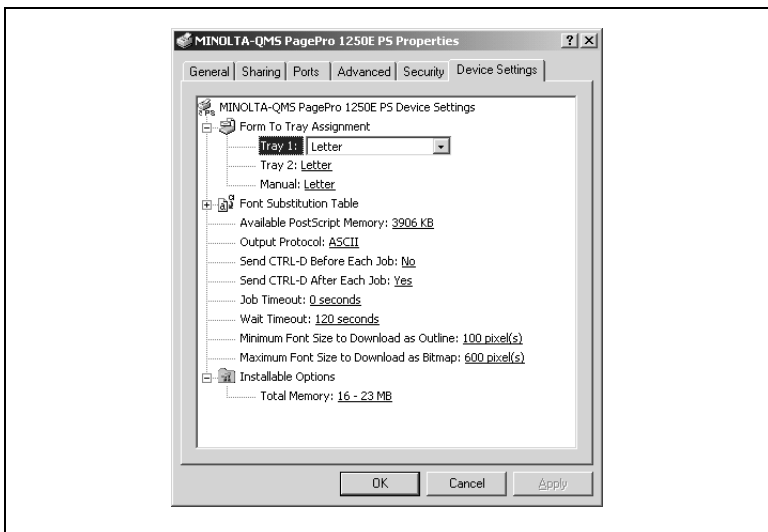 MINOLTA-QMS PagePro 1250E PS Properties
General Sharing Ports Advanced Security Device Settings
MINOLTA-QMS PagePro 1250E PS Device Settings
Form To Tray Assignment
Tray 1: Letter
Tray 2: Letter
Manual: Letter
Font Substitution Table
Available PostScript Memory: 3906 KB
Output Protocol: ASCII
Send CTRL-D Before Each Job: No
Send CTRL-D After Each Job: Yes
Job Timeout: 0 seconds
Wait Timeout: 120 seconds
Minimum Font Size to Download as Outline: 100 pixel(s)
Maximum Font Size to Download as Bitmap: 600 pixel(s)
Installable Options
Total Memory: 16 - 23 MB
OK Cancel Apply